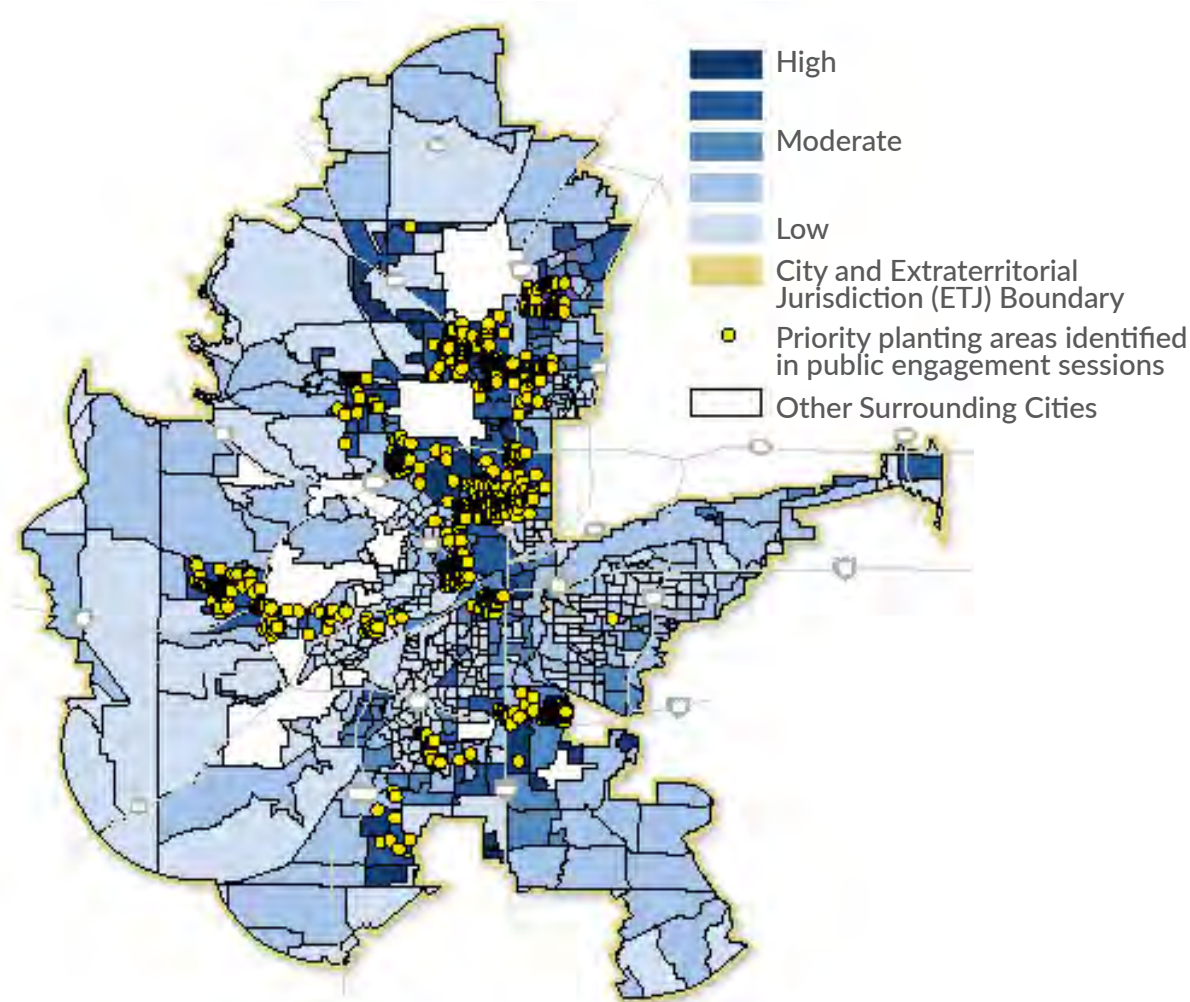 High
Moderate
Low
City and Extraterritorial
Jurisdiction (ETJ) Boundary
Priority planting areas identified
in public engagement sessions
Other Surrounding Cities